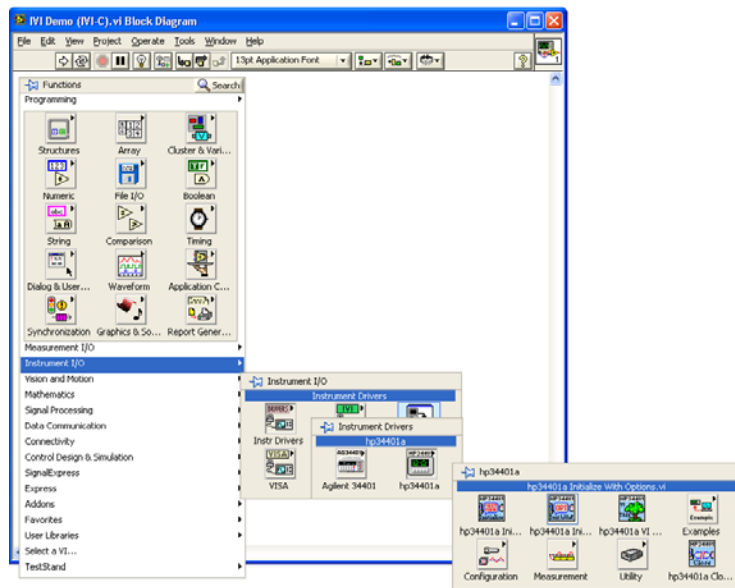 IVI Demo (IVI-C).vi Block Diagram
File Edit View Project Operate Tools Window Help
13pt Application Font
1
Functions Search
Programming
Structures Array Cluster & Vari...
Numeric File I/O Boolean
String Comparison Timing
Dialog & User... Waveform Application C...
Synchronization Graphics & So... Report Gener...
Measurement I/O
Instrument I/O
Vision and Motion
Mathematics
Signal Processing
Data Communication
Connectivity
Control Design & Simulation
SignalExpress
Express
Addons
Favorites
User Libraries
Select a VI...
TestStand
Instrument I/O
Instrument Drivers
DRIVERS IVI
Instr Drivers
VISA
VISA
Instrument Drivers
hp34401a
Agilent 34401 hp34401a
hp34401a
hp34401a Initialize With Options.vi
hp34401a Ini... hp34401a Ini... hp34401a VI ... Examples
Configuration Measurement Utility hp34401a Clo...